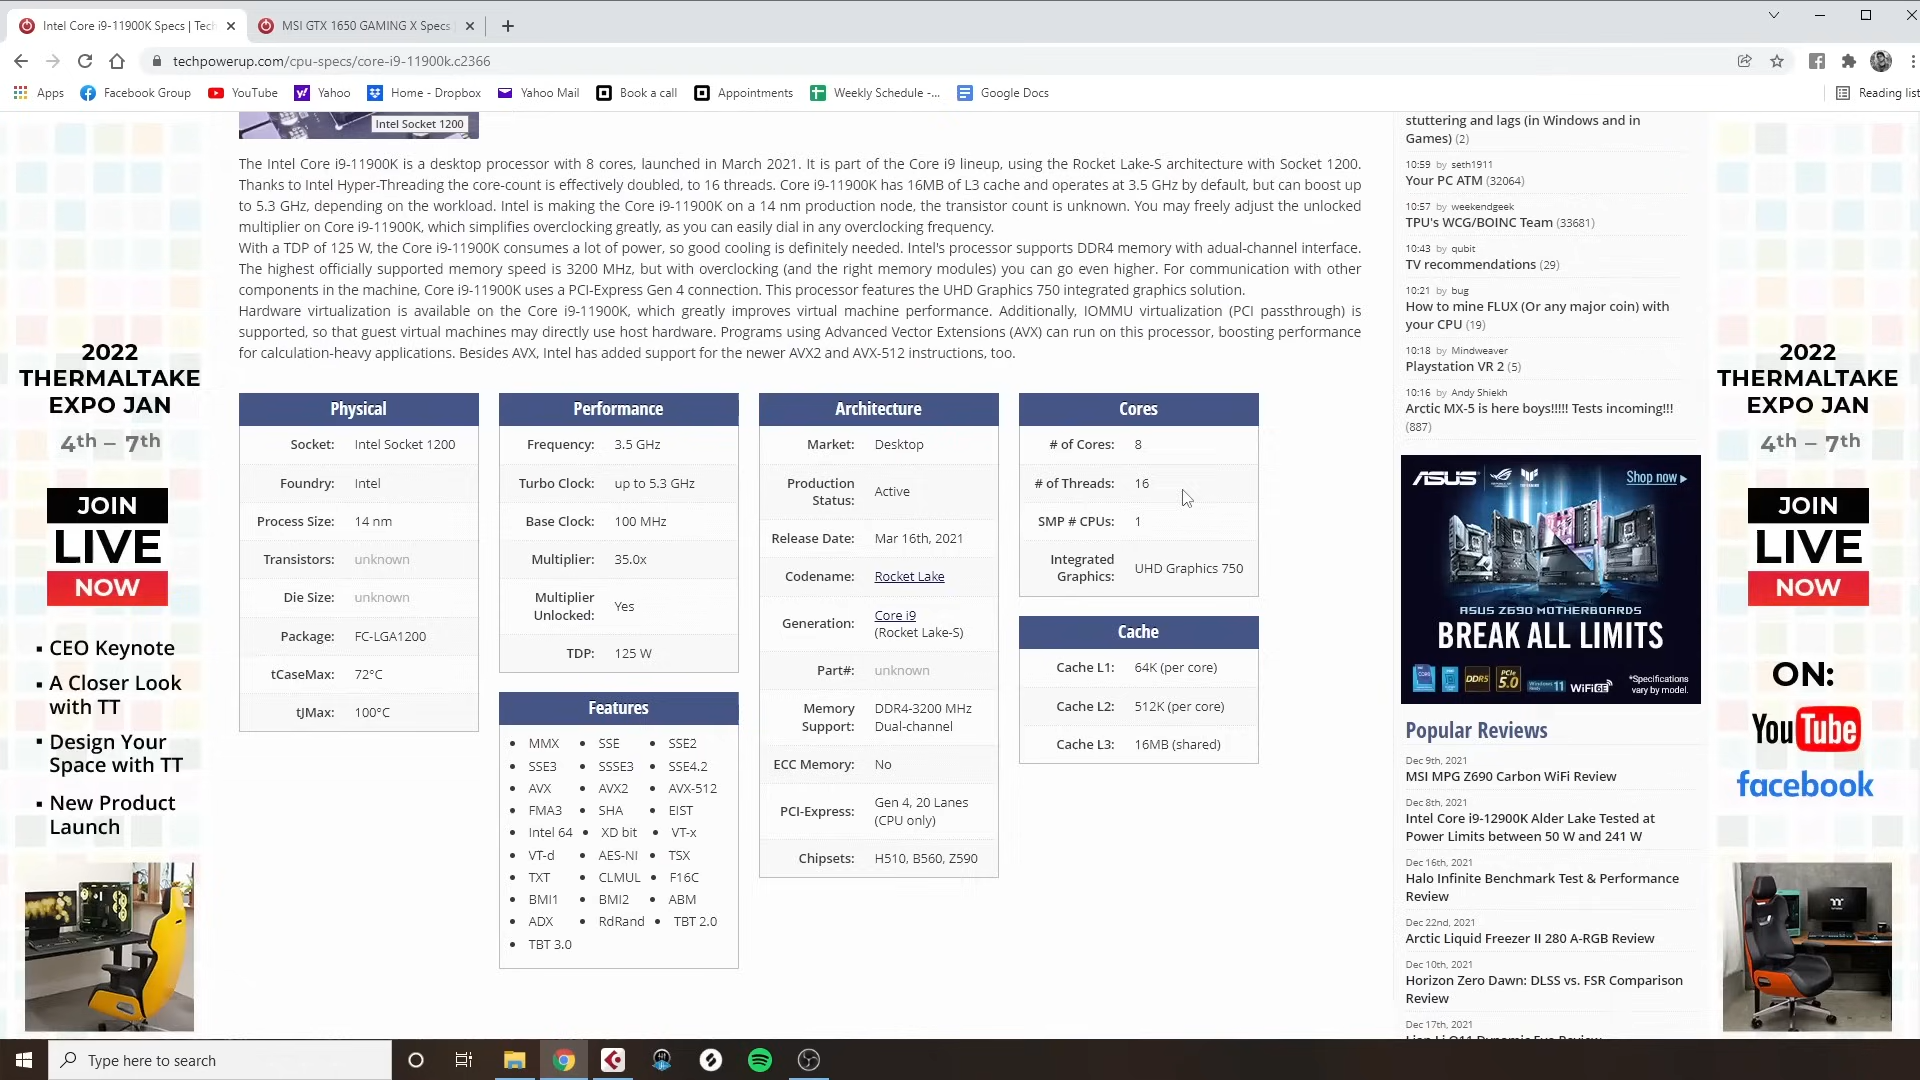 Intel Core i9-11900K Specs | Tech
MSI GTX 1650 GAMING X Specs
techpowerup.com/cpu-specs/core-i9-11900k.c2366
Apps
Facebook Group
YouTube
Yahoo
Home - Dropbox
Yahoo Mail
Book a call
Appointments
Weekly Schedule -...
Google Docs
Reading list
2022
THERMALTAKE
EXPO JAN
4th – 7th
JOIN
LIVE
NOW
▪ CEO Keynote
▪ A Closer Look
with TT
▪ Design Your
Space with TT
▪ New Product
Launch
Intel Socket 1200
The Intel Core i9-11900K is a desktop processor with 8 cores, launched in March 2021. It is part of the Core i9 lineup, using the Rocket Lake-S architecture with Socket 1200.
Thanks to Intel Hyper-Threading the core-count is effectively doubled, to 16 threads. Core i9-11900K has 16MB of L3 cache and operates at 3.5 GHz by default, but can boost up
to 5.3 GHz, depending on the workload. Intel is making the Core i9-11900K on a 14 nm production node, the transistor count is unknown. You may freely adjust the unlocked
multiplier on Core i9-11900K, which simplifies overclocking greatly, as you can easily dial in any overclocking frequency.
With a TDP of 125 W, the Core i9-11900K consumes a lot of power, so good cooling is definitely needed. Intel's processor supports DDR4 memory with adual-channel interface.
The highest officially supported memory speed is 3200 MHz, but with overclocking (and the right memory modules) you can go even higher. For communication with other
components in the machine, Core i9-11900K uses a PCI-Express Gen 4 connection. This processor features the UHD Graphics 750 integrated graphics solution.
Hardware virtualization is available on the Core i9-11900K, which greatly improves virtual machine performance. Additionally, IOMMU virtualization (PCI passthrough) is
supported, so that guest virtual machines may directly use host hardware. Programs using Advanced Vector Extensions (AVX) can run on this processor, boosting performance
for calculation-heavy applications. Besides AVX, Intel has added support for the newer AVX2 and AVX-512 instructions, too.
Physical
Socket: Intel Socket 1200
Foundry: Intel
Process Size: 14 nm
Transistors: unknown
Die Size: unknown
Package: FC-LGA1200
tCaseMax: 72°C
tJMax: 100°C
Performance
Frequency: 3.5 GHz
Turbo Clock: up to 5.3 GHz
Base Clock: 100 MHz
Multiplier: 35.0x
Multiplier
Unlocked: Yes
TDP: 125 W
Features
• MMX • SSE • SSE2
• SSE3 • SSSE3 • SSE4.2
• AVX • AVX2 • AVX-512
• FMA3 • SHA • EIST
• Intel 64 • XD bit • VT-x
• VT-d • AES-NI • TSX
• TXT • CLMUL • F16C
• BMI1 • BMI2 • ABM
• ADX • RdRand • TBT 2.0
• TBT 3.0
Architecture
Market: Desktop
Production
Status: Active
Release Date: Mar 16th, 2021
Codename: Rocket Lake
Generation: Core i9
(Rocket Lake-S)
Part#: unknown
Memory DDR4-3200 MHz
Support: Dual-channel
ECC Memory: No
PCI-Express: Gen 4, 20 Lanes
(CPU only)
Chipsets: H510, B560, Z590
Cores
# of Cores: 8
# of Threads: 16
SMP # CPUs: 1
Integrated
Graphics: UHD Graphics 750
Cache
Cache L1: 64K (per core)
Cache L2: 512K (per core)
Cache L3: 16MB (shared)
stuttering and lags (in Windows and in
Games) (2)
10:59 by seth1911
Your PC ATM (32064)
10:57 by weekendgeek
TPU's WCG/BOINC Team (33681)
10:43 by qubit
TV recommendations (29)
10:21 by bug
How to mine FLUX (Or any major coin) with
your CPU (19)
10:18 by Mindweaver
Playstation VR 2 (5)
10:16 by Andy Shiekh
Arctic MX-5 is here boys!!!!! Tests incoming!!!
(887)
ASUS
Shop now
ASUS Z690 MOTHERBOARDS
BREAK ALL LIMITS
DDR5 PCIe 5.0 Windows 11 WiFi6E
*Specifications
vary by model.
Popular Reviews
Dec 9th, 2021
MSI MPG Z690 Carbon WiFi Review
Dec 8th, 2021
Intel Core i9-12900K Alder Lake Tested at
Power Limits between 50 W and 241 W
Dec 16th, 2021
Halo Infinite Benchmark Test & Performance
Review
Dec 22nd, 2021
Arctic Liquid Freezer II 280 A-RGB Review
Dec 10th, 2021
Horizon Zero Dawn: DLSS vs. FSR Comparison
Review
Dec 17th, 2021
2022
THERMALTAKE
EXPO JAN
4th – 7th
JOIN
LIVE
NOW
ON:
YouTube
facebook
Type here to search